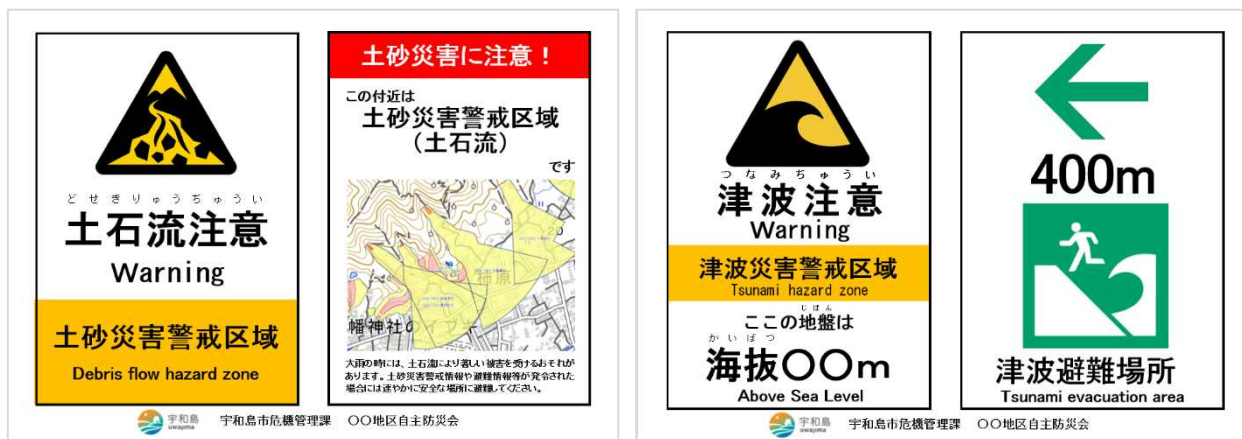 どせきりゅうちゅうい
土石流注意
Warning
土砂災害警戒区域
Debris flow hazard zone
土砂災害に注意！
この付近は
土砂災害警戒区域
（土石流）
です
柿原
幡神社の
大雨の時には、土石流により著しい被害を受けるおそれが
あります。土砂災害警戒情報や避難情報等が発令された
場合には速やかに安全な場所に避難してください。
宇和島
uwajima
宇和島市危機管理課 〇〇地区自主防災会
つなみちゅうい
津波注意
Warning
津波災害警戒区域
Tsunami hazard zone
じばん
ここの地盤は
かいばつ
海抜〇〇m
Above Sea Level
400m
津波避難場所
Tsunami evacuation area
宇和島
uwajima
宇和島市危機管理課 〇〇地区自主防災会